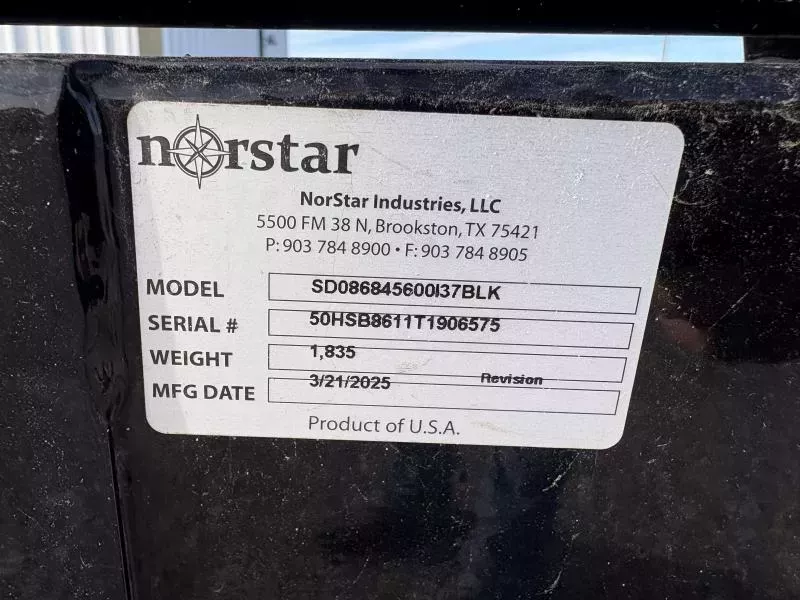 norstar
NorStar Industries, LLC
5500 FM 38 N, Brookston, TX 75421
P: 903 784 8900 • F: 903 784 8905
MODEL SD086845600I37BLK
SERIAL # 50HSB8611T1906575
WEIGHT 1,835
MFG DATE 3/21/2025 Revision
Product of U.S.A.